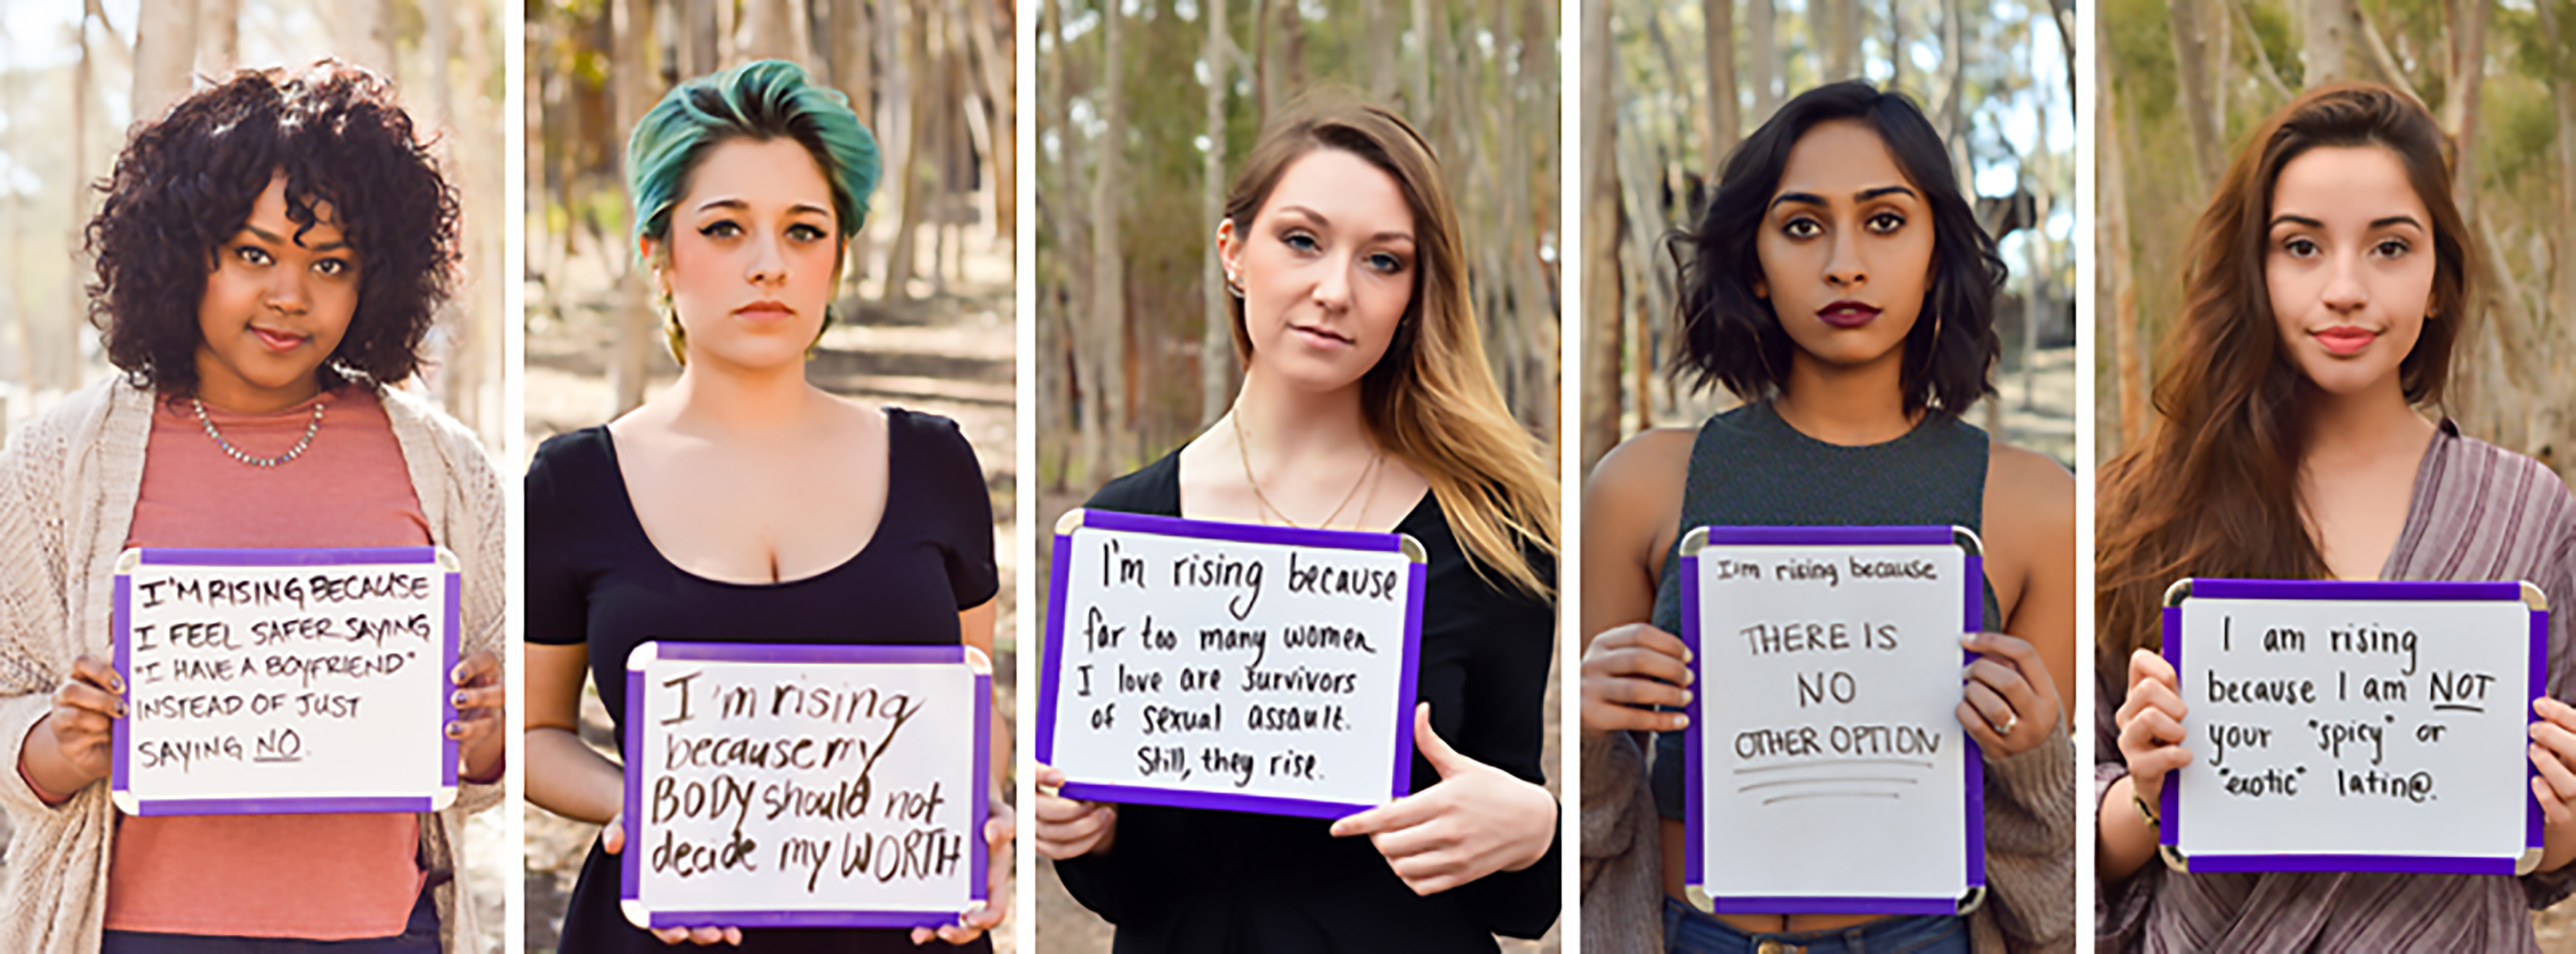 I'M RISING BECAUSE
I FEEL SAFER SAYING
"I HAVE A BOYFRIEND"
INSTEAD OF JUST
SAYING NO.
I'm rising
because my
BODY should not
decide my WORTH
I'm rising because
far too many women
I love are survivors
of sexual assault.
Still, they rise.
I'm rising because
THERE IS
NO
OTHER OPTION
I am rising
because I am NOT
your "spicy" or
"exotic" latin@.